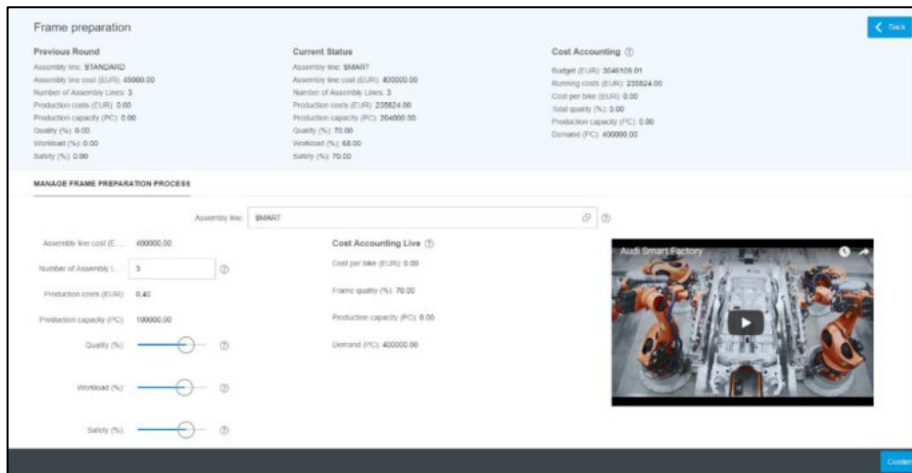 Frame preparation
Back
Previous Round
Assembly line: STANDARD
Assembly line cost (EUR): 45000.00
Number of Assembly Lines: 3
Production costs (EUR): 0.00
Production capacity (PC): 0.00
Quality (%): 0.00
Workload (%): 0.00
Safety (%): 0.00
Current Status
Assembly line: SMART
Assembly line cost (EUR): 400000.00
Number of Assembly Lines: 3
Production costs (EUR): 235824.00
Production capacity (PC): 204000.00
Quality (%): 70.00
Workload (%): 68.00
Safety (%): 70.00
Cost Accounting
Budget (EUR): 3046109.01
Running costs (EUR): 235824.00
Cost per bike (EUR): 0.00
Total quality (%): 0.00
Production capacity (PC): 0.00
Demand (PC): 400000.00
MANAGE FRAME PREPARATION PROCESS
Assembly line: SMART
Assembly line cost (E... 400000.00
Number of Assembly L... 3
Production costs (EUR): 0.40
Production capacity (PC): 100000.00
Quality (%):
Workload (%):
Safety (%):
Cost Accounting Live
Cost per bike (EUR): 0.00
Frame quality (%): 70.00
Production capacity (PC): 0.00
Demand (PC): 400000.00
Audi Smart Factory